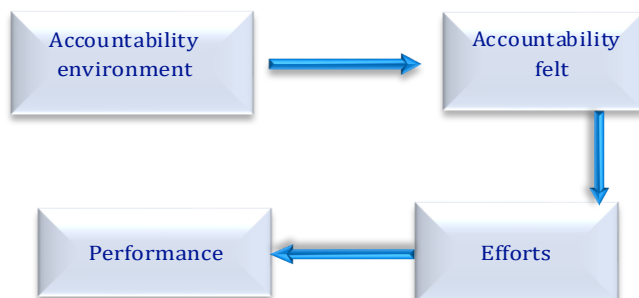 Accountability
environment
Accountability
felt
Efforts
Performance